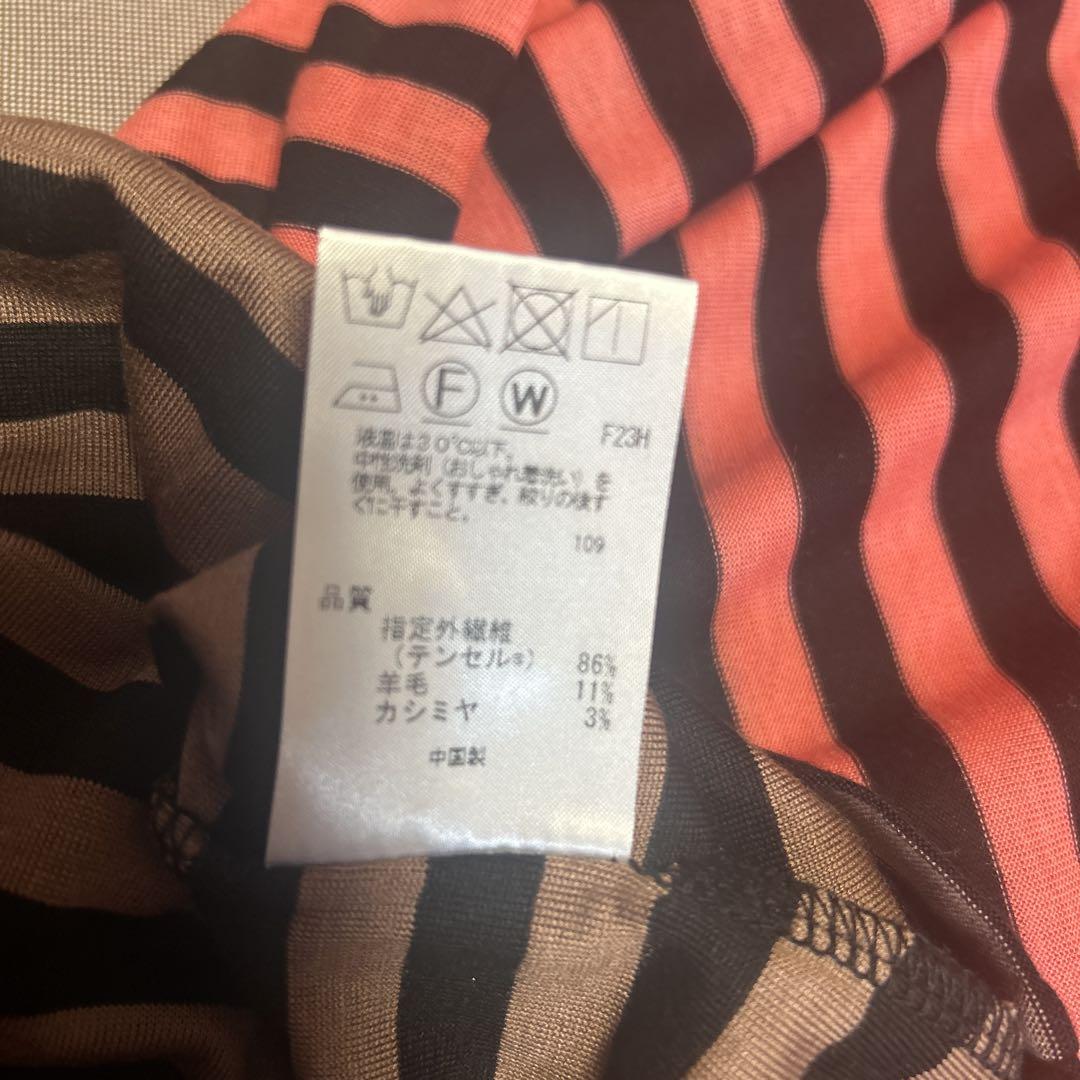 F
W
F23H
液温は30℃以下。
中性洗剤（おしゃれ着洗い）を
使用。よくすすぎ。絞りの後す
ぐに干すこと。
109
品質
指定外繊維
（テンセル®） 86%
羊毛 11%
カシミヤ 3%
中国製